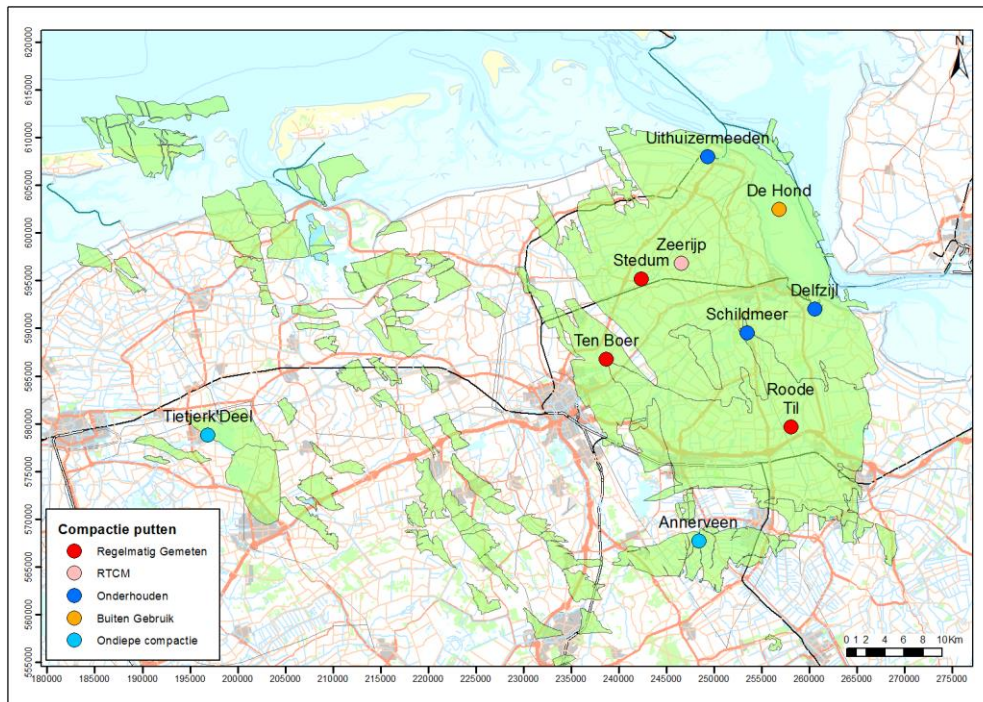 620000
615000
610000
605000
600000
595000
590000
585000
580000
575000
570000
565000
560000
555000
N
Uithuizermeeden
De Hond
Zeerijp
Stedum
Delfzijl
Schildmeer
Ten Boer
Roode
Til
Tietjerk'Deel
Annerveen
Compactie putten
Regelmatig Gemeten
RTCM
Onderhouden
Buiten Gebruik
Ondiepe compactie
0 1 2 4 6 8 10 Km
180000 185000 190000 195000 200000 205000 210000 215000 220000 225000 230000 235000 240000 245000 250000 255000 260000 265000 270000 275000